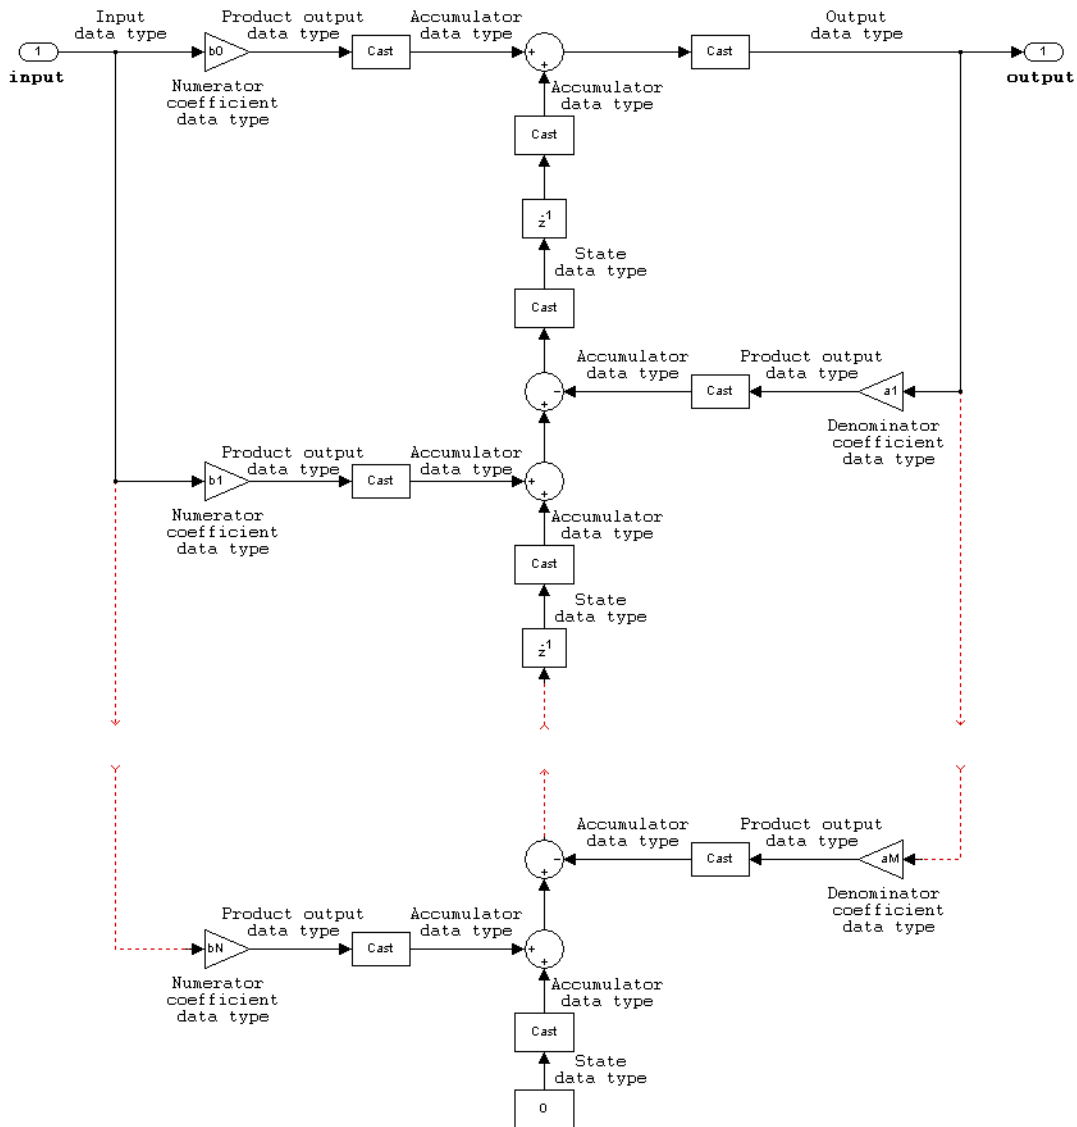 Input
data type
Product output
data type
Accumulator
data type
Output
data type
1
input
b0
Cast
+
+
Cast
1
output
Numerator
coefficient
data type
Accumulator
data type
Cast
z-1
State
data type
Cast
Accumulator
data type
Product output
data type
−
+
Cast
a1
Denominator
coefficient
data type
Product output
data type
Accumulator
data type
b1
Cast
+
+
Numerator
coefficient
data type
Accumulator
data type
Cast
State
data type
z-1
Accumulator
data type
Product output
data type
−
+
Cast
aM
Denominator
coefficient
data type
Product output
data type
Accumulator
data type
bN
Cast
+
+
Numerator
coefficient
data type
Accumulator
data type
Cast
State
data type
0